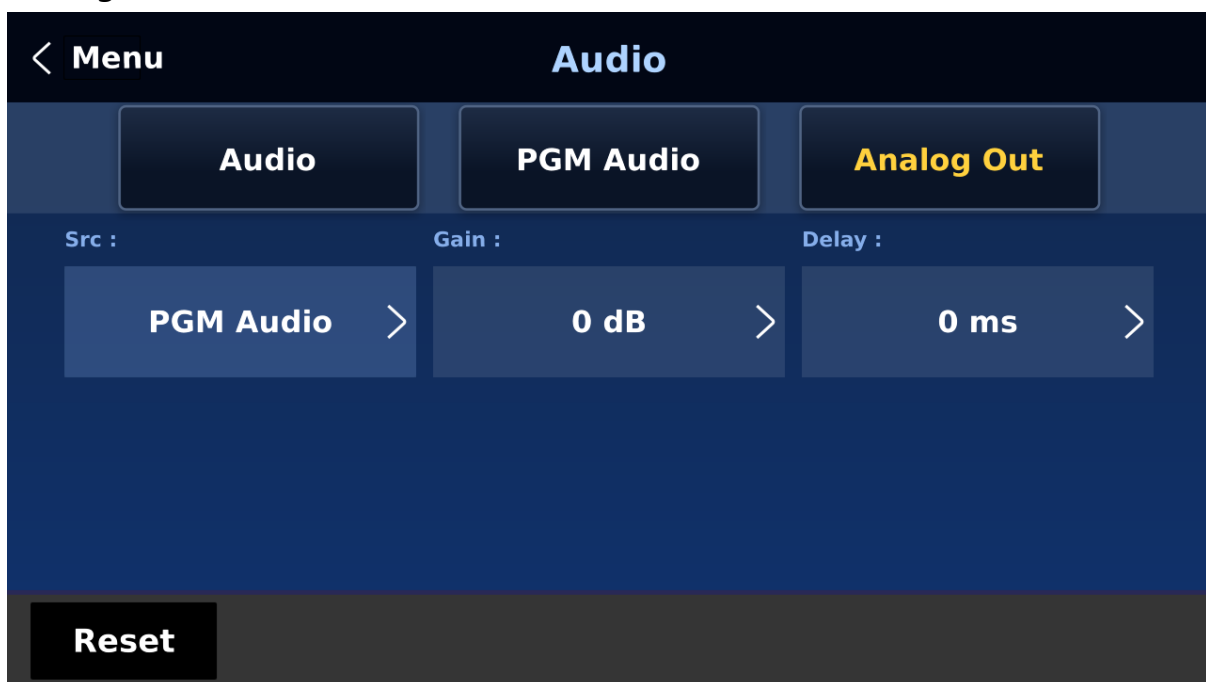 Menu
Audio
Audio
PGM Audio
Analog Out
Src :
Gain :
Delay :
PGM Audio
0 dB
0 ms
Reset